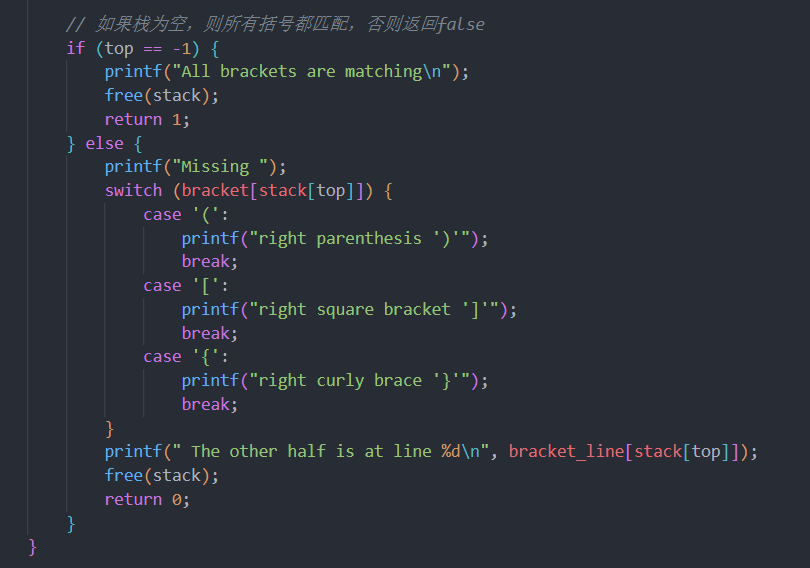 // 如果栈为空，则所有括号都匹配，否则返回false
if (top == -1) {
printf("All brackets are matching\n");
free(stack);
return 1;
} else {
printf("Missing ");
switch (bracket[stack[top]]) {
case '(':
printf("right parenthesis ')'");
break;
case '[':
printf("right square bracket ']'");
break;
case '{':
printf("right curly brace '}'");
break;
}
printf(" The other half is at line %d\n", bracket_line[stack[top]]);
free(stack);
return 0;
}
}